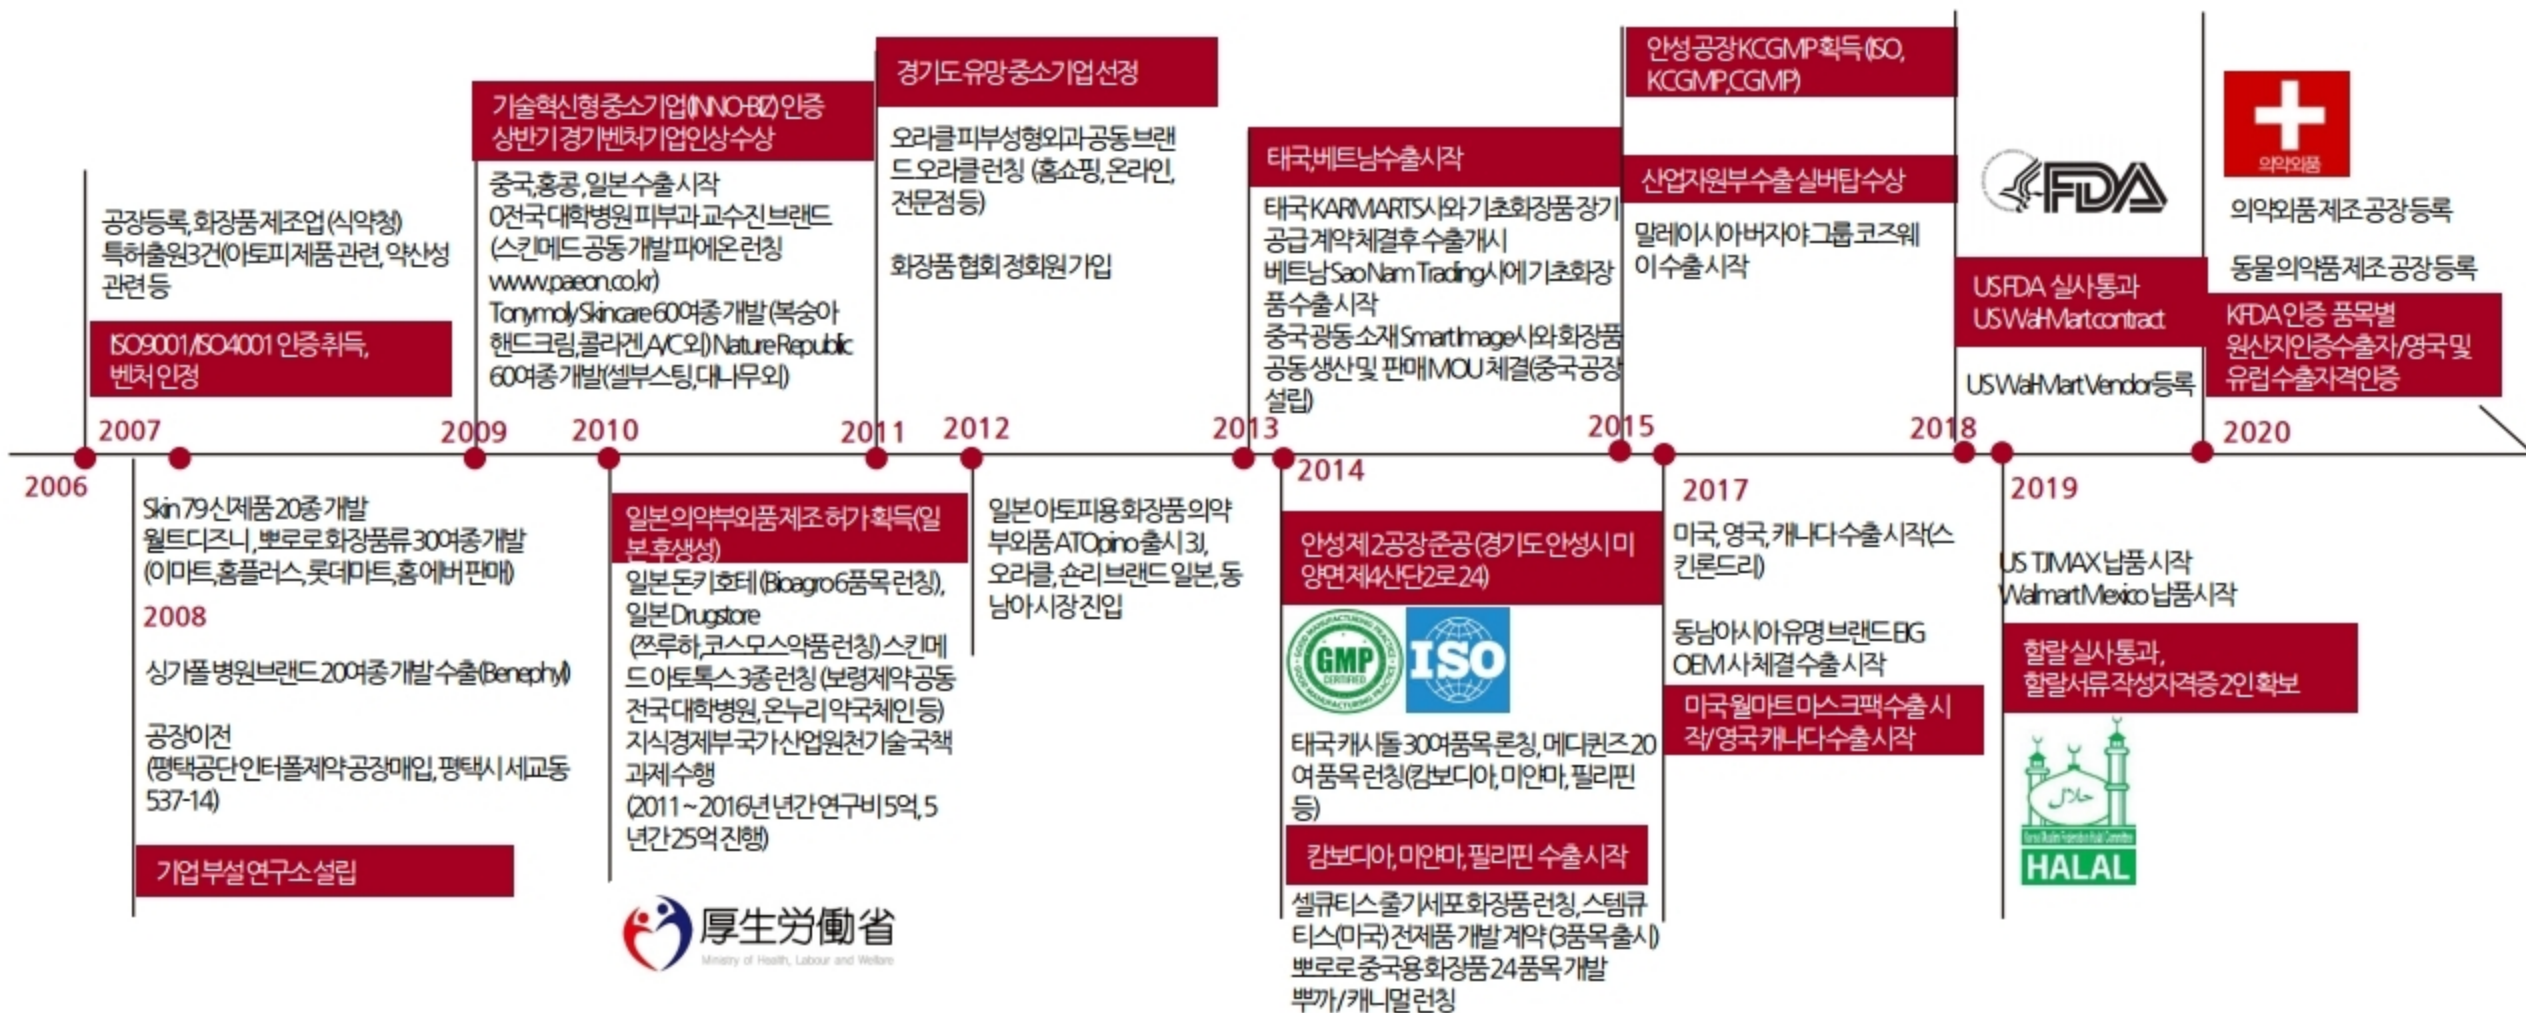 2006
공장등록, 화장품 제조업 (식약청)
특허출원3건(아토피 제품 관련, 약산성
관련 등
ISO9001/ISO4001 인증 취득,
벤처 인정
2007
Skin 79 신제품 20종 개발
월트디즈니, 뽀로로 화장품류 30여종 개발
(이마트,홈플러스,롯데마트,홈 에버 판매)
2008
싱가폴 병원브랜드 20여종 개발 수출(Benephyl)
공장이전
(평택공단 인터폴제약 공장매입, 평택시 세교동
537-14)
기업 부설 연구소 설립
2009
기술혁신형 중소기업(INNO-BIZ) 인증
상반기 경기벤처기업인상 수상
중국,홍콩,일본 수출 시작
0전국 대학병원 피부과 교수진 브랜드
(스킨메드 공동 개발 파에온 런칭
www.paeon.co.kr)
Tonymoly Skincare 60여종 개발 (복숭아
핸드크림,콜라겐,A/C외) Nature Republic
60여종 개발(셀부스팅, 대나무외)
2010
일본 의약부외품 제조 허가 획득(일
본 후생성)
일본 돈키호테 (Bioagro 6품목 런칭),
일본 Drugstore
(쯔루하,코스모스약품 런칭) 스킨메
드 아토톡스 3종 런칭 (보령제약 공동
전국 대학병원, 온누리 약국체인 등)
지식경제부 국가 산업원천기술 국책
과제 수행
(2011 ~ 2016년 년간 연구비 5억, 5
년간 25억 진행)
厚生労働省
Ministry of Health, Labour and Welfare
2011
경기도 유망 중소기업 선정
오라클 피부성형외과 공동 브랜
드 오라클 런칭 (홈쇼핑, 온라인,
전문점 등)
화장품 협회 정회원 가입
2012
일본 아토피용 화장품 의약
부외품 ATOpino 출시 3J,
오라클, 숀리 브랜드 일본, 동
남아 시장 진입
2013
태국,베트남 수출 시작
태국 KARMARTS사와 기초화장품 장기
공급 계약 체결후 수출개시
베트남 Sao Nam Trading사에 기초화장
품 수출 시작
중국 광동 소재 Smart Image사와 화장품
공동 생산 및 판매 MOU 체결(중국 공장
설립)
2014
안성 제 2공장 준공 (경기도 안성시 미
양면 제4산단2로 24)
GOOD MANUFACTURING PRACTICE
GMP
CERTIFIED
GOOD MANUFACTURING PRACTICE
ISO
태국 캐시돌 30여품목 론칭, 메디퀸즈 20
여 품목 런칭(캄보디아, 미얀마, 필리핀
등)
캄보디아,미얀마,필리핀 수출 시작
셀큐티스 줄기세포 화장품 런칭, 스템큐
티스(미국) 전제품 개발 계약 (3품목 출시)
뽀로로 중국용 화장품 24 품목 개발
뿌까 / 캐니멀 런칭
2015
안성 공장 KCGMP 획득 (ISO,
KCGMP,CGMP)
산업자원부 수출 실버탑 수상
말레이시아 버자야 그룹 코즈웨
이 수출 시작
2017
미국, 영국, 캐나다 수출 시작(스
킨론드리)
동남아시아 유명 브랜드 EIG
OEM 사 체결 수출 시작
미국 월마트 마스크팩 수출 시
작/ 영국 캐나다 수출 시작
2018
FDA
US FDA 실사 통과
US Wal-Mart contract
US Wal-Mart Vendor등록
2019
US TJMAX 납품 시작
Walmart Mexico 납품시작
할랄 실사 통과,
할랄서류 작성자격증 2인 확보
حلال
Korea Muslim Federation Halal Committee
HALAL
2020
의약외품
의약외품 제조 공장 등록
동물 의약품 제조 공장 등록
KFDA 인증 품목별
원산지인증수출자 /영국 및
유럽 수출자격 인증